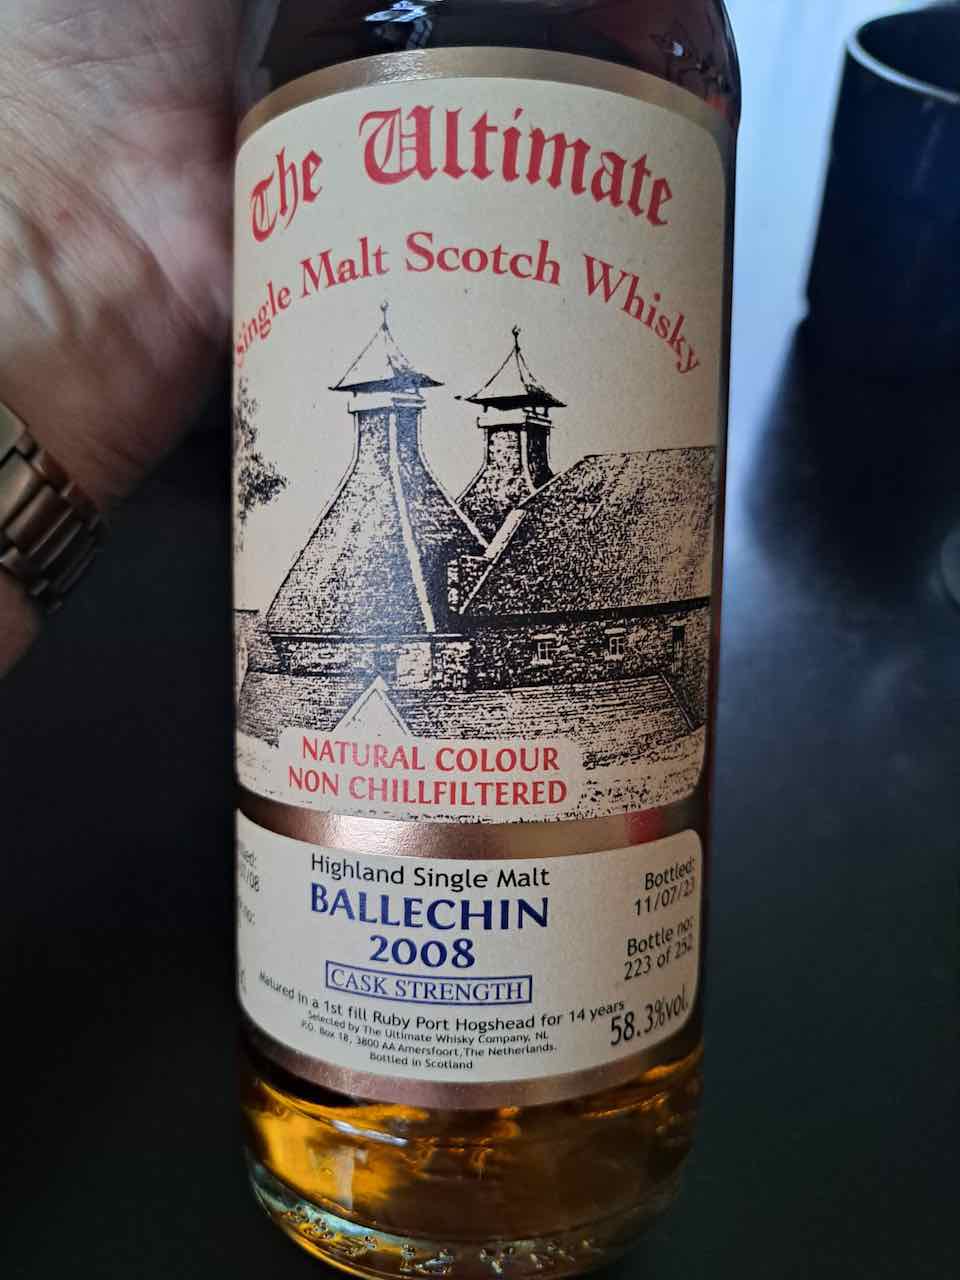 The Ultimate
Single Malt Scotch Whisky
NATURAL COLOUR
NON CHILLFILTERED
Highland Single Malt
BALLECHIN
2008
CASK STRENGTH
Matured in a 1st fill Ruby Port Hogshead for 14 years
Selected by The Ultimate Whisky Company, NL
P.O. Box 18, 3800 AA Amersfoort, The Netherlands.
Bottled in Scotland
Bottled:
11/07/23
Bottle no:
223 of 252
58.3%vol.